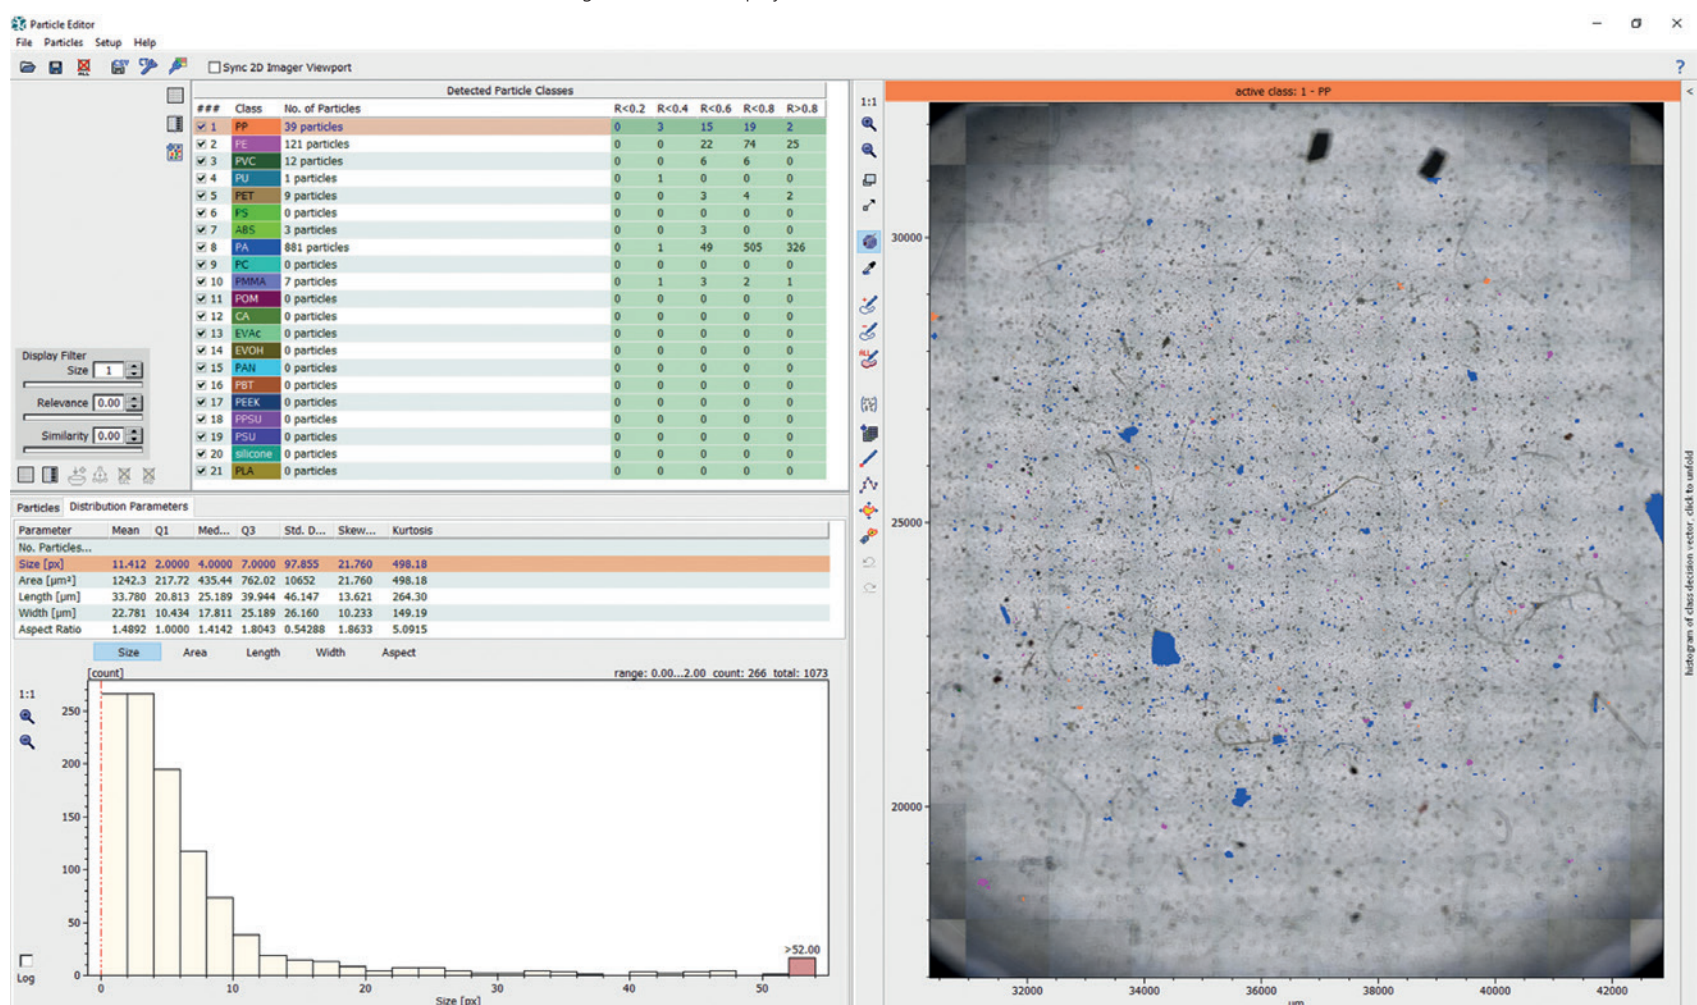 Particle Editor
File Particles Setup Help
Sync 2D Imager Viewport
Detected Particle Classes
### Class No. of Particles R<0.2 R<0.4 R<0.6 R<0.8 R>0.8
1 PP 39 particles 0 3 15 19 2
2 PE 121 particles 0 0 22 74 25
3 PVC 12 particles 0 0 6 6 0
4 PU 1 particles 0 1 0 0 0
5 PET 9 particles 0 0 3 4 2
6 PS 0 particles 0 0 0 0 0
7 ABS 3 particles 0 0 3 0 0
8 PA 881 particles 0 1 49 505 326
9 PC 0 particles 0 0 0 0 0
10 PMMA 7 particles 0 1 3 2 1
11 POM 0 particles 0 0 0 0 0
12 CA 0 particles 0 0 0 0 0
13 EVAc 0 particles 0 0 0 0 0
14 EVOH 0 particles 0 0 0 0 0
15 PAN 0 particles 0 0 0 0 0
16 PBT 0 particles 0 0 0 0 0
17 PEEK 0 particles 0 0 0 0 0
18 PPSU 0 particles 0 0 0 0 0
19 PSU 0 particles 0 0 0 0 0
20 silicone 0 particles 0 0 0 0 0
21 PLA 0 particles 0 0 0 0 0
Display Filter
Size 1
Relevance 0.00
Similarity 0.00
Particles Distribution Parameters
Parameter Mean Q1 Med... Q3 Std. D... Skew... Kurtosis
No. Particles...
Size [px] 11.412 2.0000 4.0000 7.0000 97.855 21.760 498.18
Area [µm²] 1242.3 217.72 435.44 762.02 10652 21.760 498.18
Length [µm] 33.780 20.813 25.189 39.944 46.147 13.621 264.30
Width [µm] 22.781 10.434 17.811 25.189 26.160 10.233 149.19
Aspect Ratio 1.4892 1.0000 1.4142 1.8043 0.54288 1.8633 5.0915
Size Area Length Width Aspect
[count] range: 0.00...2.00 count: 266 total: 1073
1:1
250
200
150
100
50
0
>52.00
Log
0 10 20 30 40 50
Size [px]
active class: 1 - PP
1:1
ALL
30000
25000
20000
32000 34000 36000 38000 40000 42000
µm
histogram of class decision vector, click to unfold